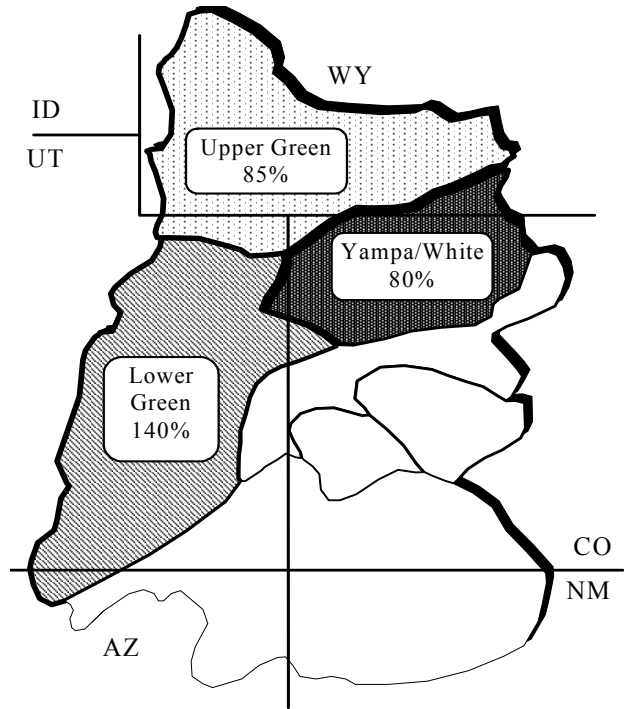 WY
ID
UT
Upper Green
85%
Yampa/White
80%
Lower
Green
140%
CO
NM
AZ